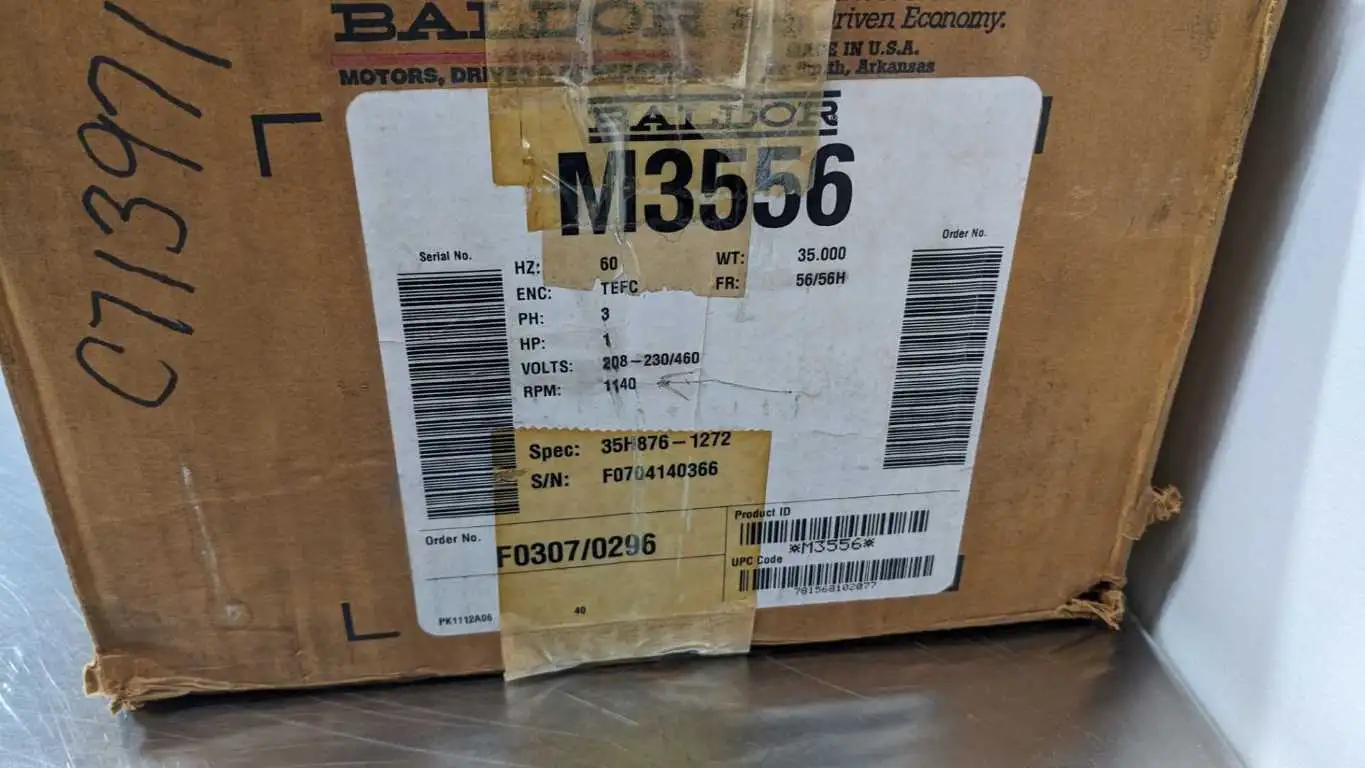 BALDOR
MOTORS, DRIVES
Driven Economy.
MADE IN U.S.A.
Arkansas
C71397/
BALDOR
M3556
Serial No.
Order No.
HZ: 60 WT: 35.000
ENC: TEFC FR: 56/56H
PH: 3
HP: 1
VOLTS: 208-230/460
RPM: 1140
Spec: 35H876-1272
S/N: F0704140366
Order No. F0307/0296
Product ID
*M3556*
UPC Code
781568102077
PK1112A06
40